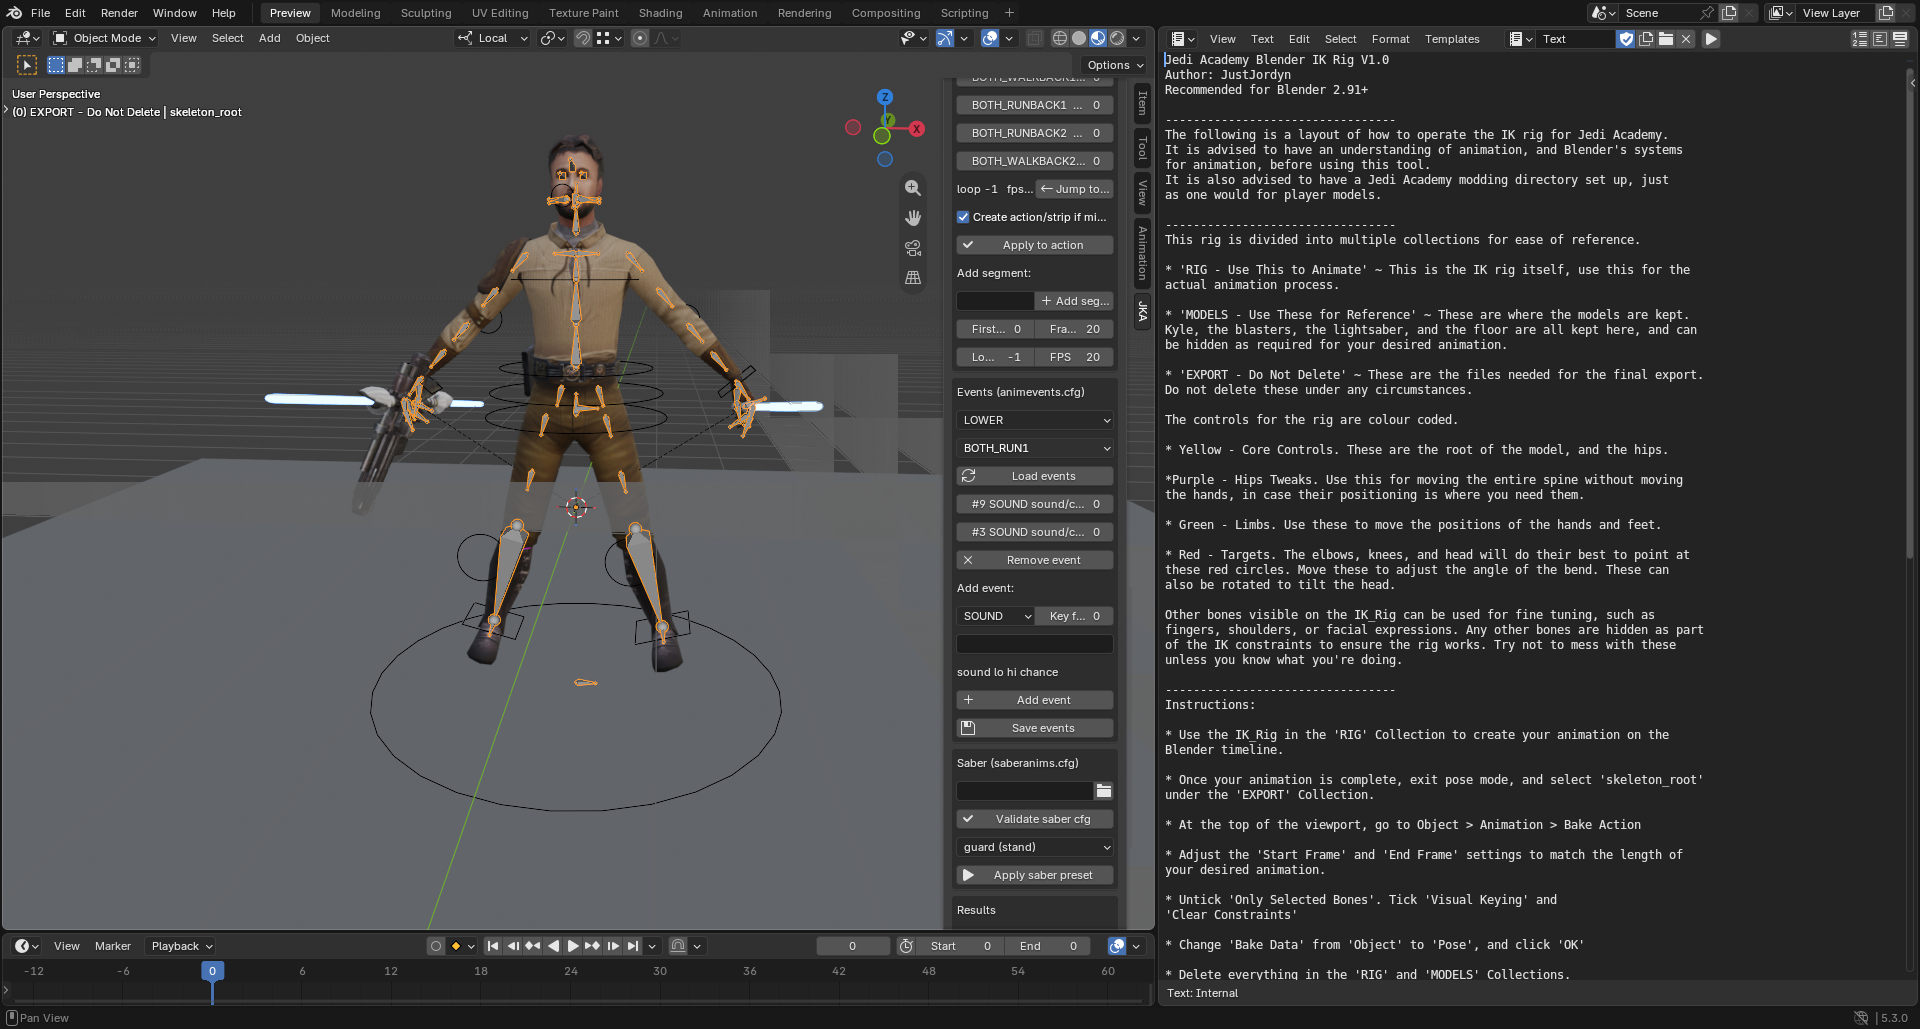 File Edit Render Window Help Preview Modeling Sculpting UV Editing Texture Paint Shading Animation Rendering Compositing Scripting + Scene View Layer
Object Mode View Select Add Object Local
Options
User Perspective
(0) EXPORT - Do Not Delete | skeleton_root
Z
Y
X
BOTH_WALKBACK1...
BOTH_RUNBACK1 ... 0
BOTH_RUNBACK2 ... 0
BOTH_WALKBACK2... 0
loop -1 fps... Jump to...
Create action/strip if mi...
Apply to action
Add segment:
+ Add seg...
First... 0 Fra... 20
Lo... -1 FPS 20
Events (animevents.cfg)
LOWER
BOTH_RUN1
Load events
#9 SOUND sound/c... 0
#3 SOUND sound/c... 0
Remove event
Add event:
SOUND Key f... 0
sound lo hi chance
Add event
Save events
Saber (saberanims.cfg)
Validate saber cfg
guard (stand)
Apply saber preset
Results
Item
Tool
View
Animation
JKA
View Text Edit Select Format Templates Text
Jedi Academy Blender IK Rig V1.0
Author: JustJordyn
Recommended for Blender 2.91+
---------------------------------
The following is a layout of how to operate the IK rig for Jedi Academy.
It is advised to have an understanding of animation, and Blender's systems
for animation, before using this tool.
It is also advised to have a Jedi Academy modding directory set up, just
as one would for player models.
---------------------------------
This rig is divided into multiple collections for ease of reference.
* 'RIG - Use This to Animate' ~ This is the IK rig itself, use this for the
actual animation process.
* 'MODELS - Use These for Reference' ~ These are where the models are kept.
Kyle, the blasters, the lightsaber, and the floor are all kept here, and can
be hidden as required for your desired animation.
* 'EXPORT - Do Not Delete' ~ These are the files needed for the final export.
Do not delete these under any circumstances.
The controls for the rig are colour coded.
* Yellow - Core Controls. These are the root of the model, and the hips.
*Purple - Hips Tweaks. Use this for moving the entire spine without moving
the hands, in case their positioning is where you need them.
* Green - Limbs. Use these to move the positions of the hands and feet.
* Red - Targets. The elbows, knees, and head will do their best to point at
these red circles. Move these to adjust the angle of the bend. These can
also be rotated to tilt the head.
Other bones visible on the IK_Rig can be used for fine tuning, such as
fingers, shoulders, or facial expressions. Any other bones are hidden as part
of the IK constraints to ensure the rig works. Try not to mess with these
unless you know what you're doing.
---------------------------------
Instructions:
* Use the IK_Rig in the 'RIG' Collection to create your animation on the
Blender timeline.
* Once your animation is complete, exit pose mode, and select 'skeleton_root'
under the 'EXPORT' Collection.
* At the top of the viewport, go to Object > Animation > Bake Action
* Adjust the 'Start Frame' and 'End Frame' settings to match the length of
your desired animation.
* Untick 'Only Selected Bones'. Tick 'Visual Keying' and
'Clear Constraints'
* Change 'Bake Data' from 'Object' to 'Pose', and click 'OK'
* Delete everything in the 'RIG' and 'MODELS' Collections.
Text: Internal
View Marker Playback 0 Start 0 End 0
-12 -6 0 6 12 18 24 30 36 42 48 54 60
Pan View 5.3.0